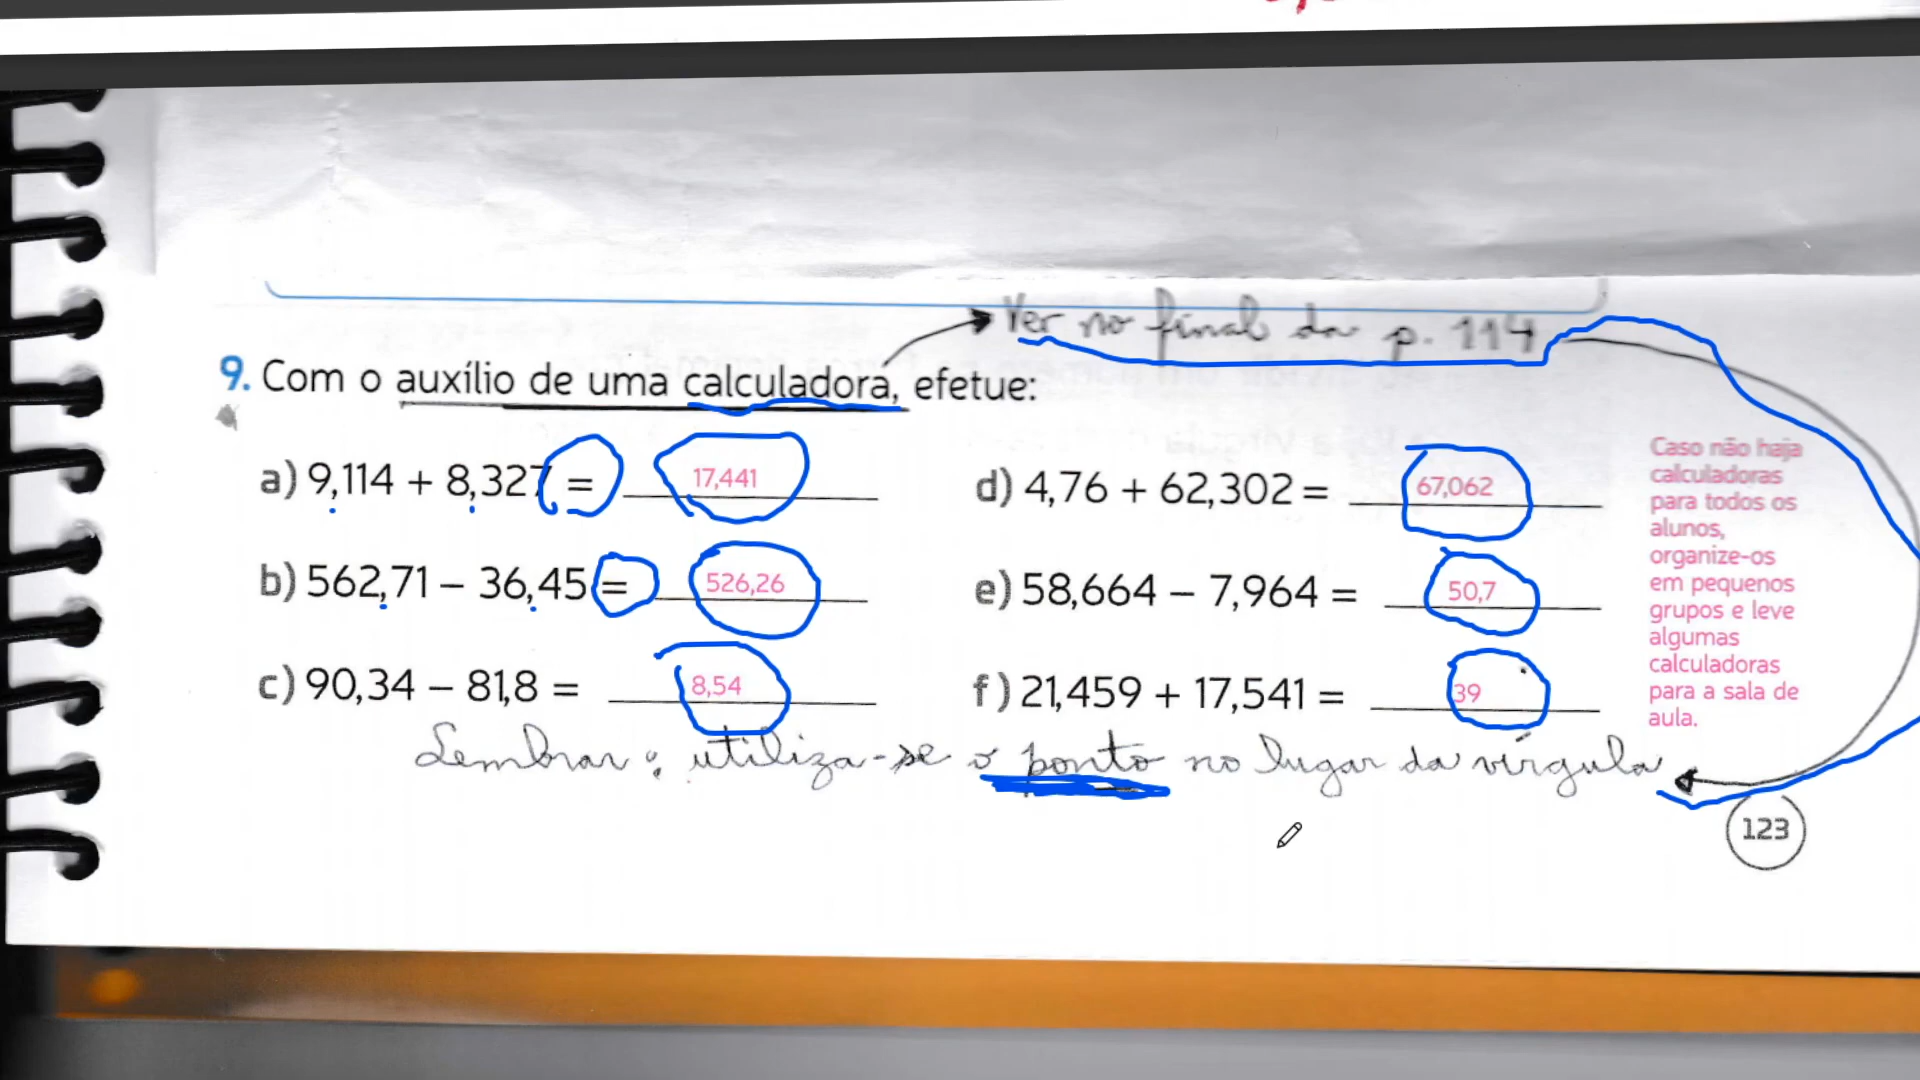 Ver no final da p. 114
9. Com o auxílio de uma calculadora, efetue:
a) 9,114 + 8,327 = 17,441
b) 562,71 – 36,45 = 526,26
c) 90,34 – 81,8 = 8,54
d) 4,76 + 62,302 = 67,062
e) 58,664 – 7,964 = 50,7
f) 21,459 + 17,541 = 39
Caso não haja
calculadoras
para todos os
alunos,
organize-os
em pequenos
grupos e leve
algumas
calculadoras
para a sala de
aula.
Lembrar: utiliza-se o ponto no lugar da vírgula
123